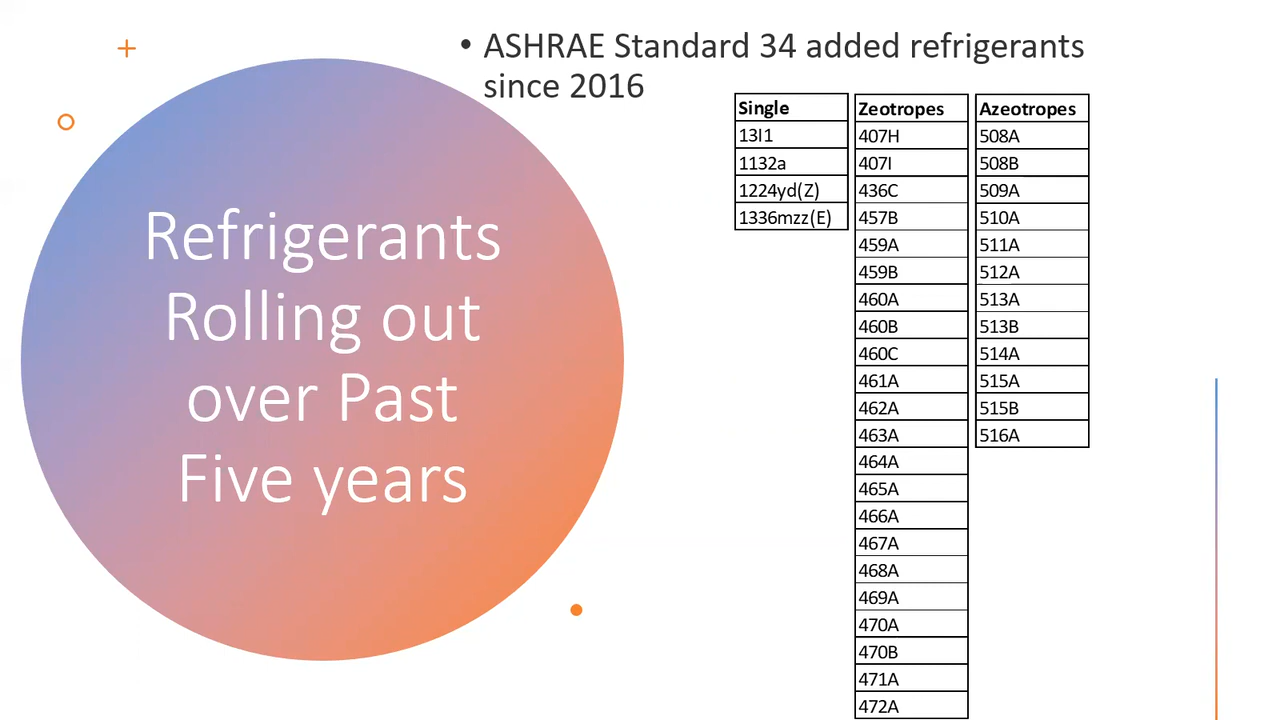 • ASHRAE Standard 34 added refrigerants
since 2016
Refrigerants
Rolling out
over Past
Five years
Single
13I1
1132a
1224yd(Z)
1336mzz(E)
Zeotropes
407H
407I
436C
457B
459A
459B
460A
460B
460C
461A
462A
463A
464A
465A
466A
467A
468A
469A
470A
470B
471A
472A
Azeotropes
508A
508B
509A
510A
511A
512A
513A
513B
514A
515A
515B
516A